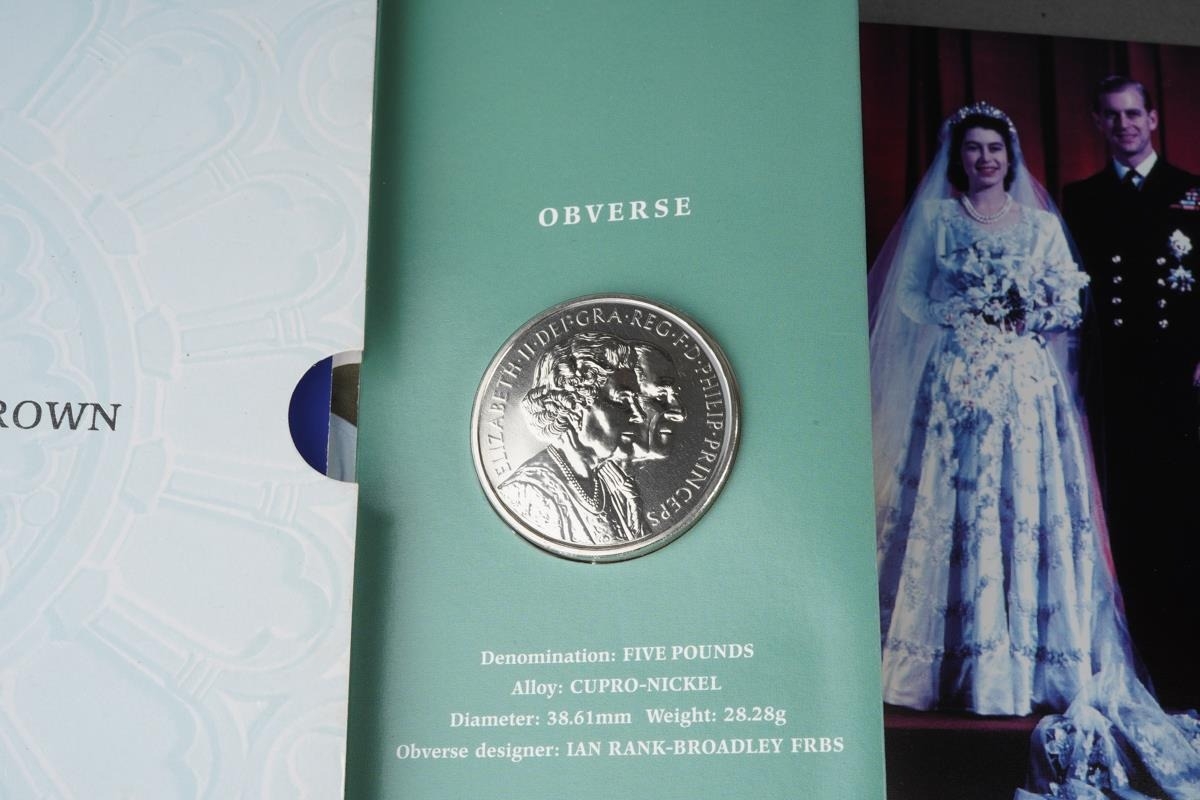 ROWN
OBVERSE
ELIZABETH·II·DEI·GRA·REG·F·D·PHILIP·PRINCEPS
Denomination: FIVE POUNDS
Alloy: CUPRO-NICKEL
Diameter: 38.61mm Weight: 28.28g
Obverse designer: IAN RANK-BROADLEY FRBS